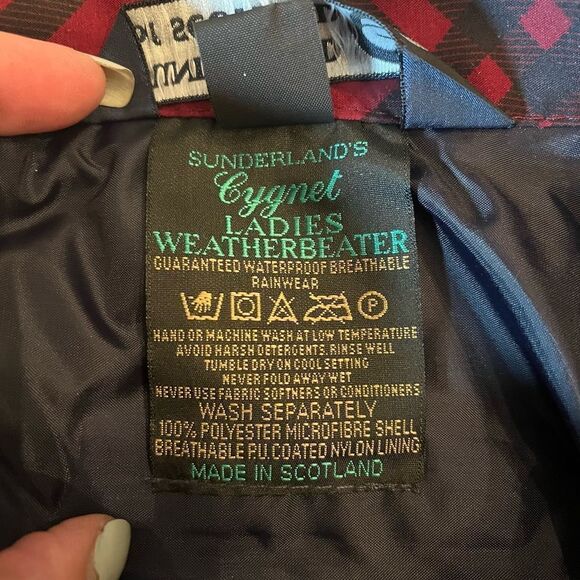 SUNDERLAND'S
Cygnet
LADIES
WEATHERBEATER
GUARANTEED WATERPROOF BREATHABLE
RAINWEAR
P
HAND OR MACHINE WASH AT LOW TEMPERATURE
AVOID HARSH DETERGENTS. RINSE WELL
TUMBLE DRY ON COOL SETTING
NEVER FOLD AWAY WET
NEVER USE FABRIC SOFTNERS OR CONDITIONERS
WASH SEPARATELY
100% POLYESTER MICROFIBRE SHELL
BREATHABLE P.U. COATED NYLON LINING
MADE IN SCOTLAND